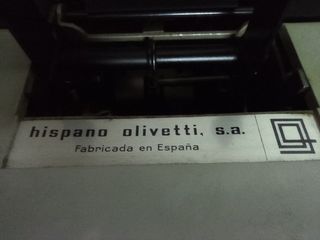 hispano olivetti, s.a.
Fabricada en España